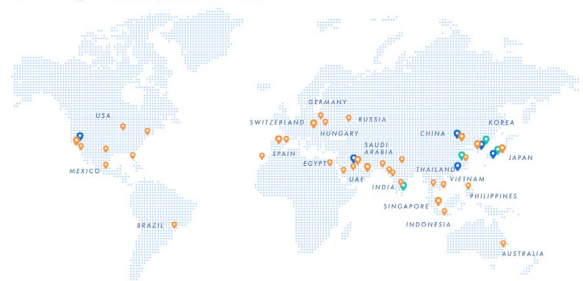 GERMANY
SWITZERLAND
RUSSIA
USA
KOREA
HUNGARY
CHINA
SAUDI
ARABIA
SPAIN
JAPAN
EGYPT
MEXICO
THAILAND
UAE
VIETNAM
INDIA
PHILIPPINES
SINGAPORE
BRAZIL
INDONESIA
AUSTRALIA